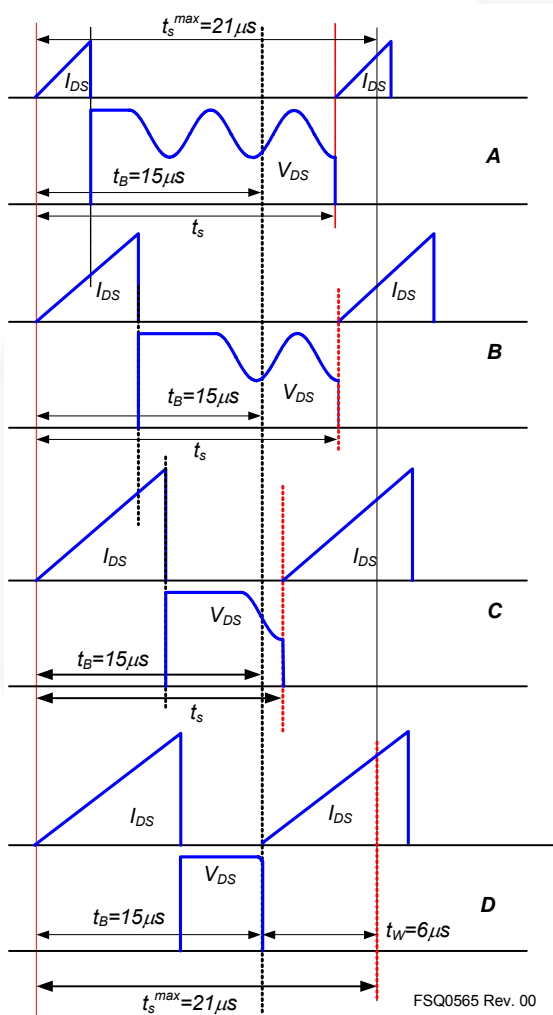 t_s^max=21μs
I_DS
I_DS
A
t_B=15μs
V_DS
t_s
I_DS
I_DS
B
t_B=15μs
V_DS
t_s
I_DS
I_DS
C
V_DS
t_B=15μs
t_s
I_DS
I_DS
V_DS
D
t_B=15μs
t_W=6μs
t_s^max=21μs
FSQ0565 Rev. 00